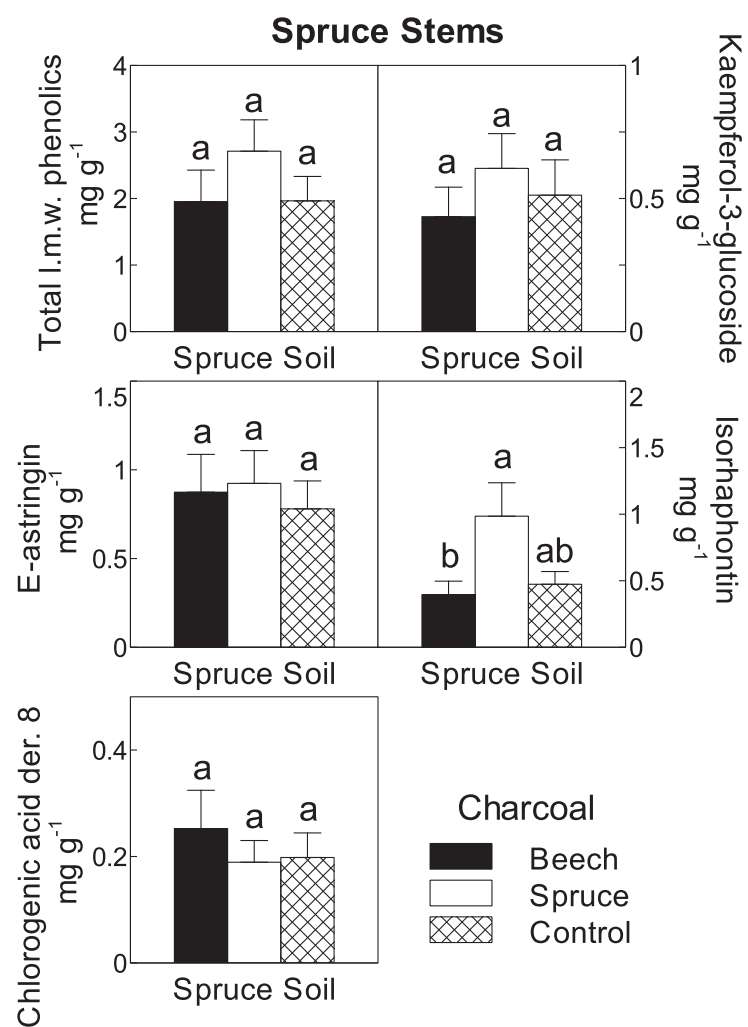 Spruce Stems
Total l.m.w. phenolics
mg g-1
4
3
2
1
0
a
a
a
Spruce Soil
a
a
a
Spruce Soil
1
0.5
0
Kaempferol-3-glucoside
mg g-1
E-astringin
mg g-1
1.5
1
0.5
0
a
a
a
Spruce Soil
b
a
ab
Spruce Soil
2
1.5
1
0.5
0
Isorhaphontin
mg g-1
Chlorogenic acid der. 8
mg g-1
0.4
0.2
0
a
a
a
Spruce Soil
Charcoal
Beech
Spruce
Control